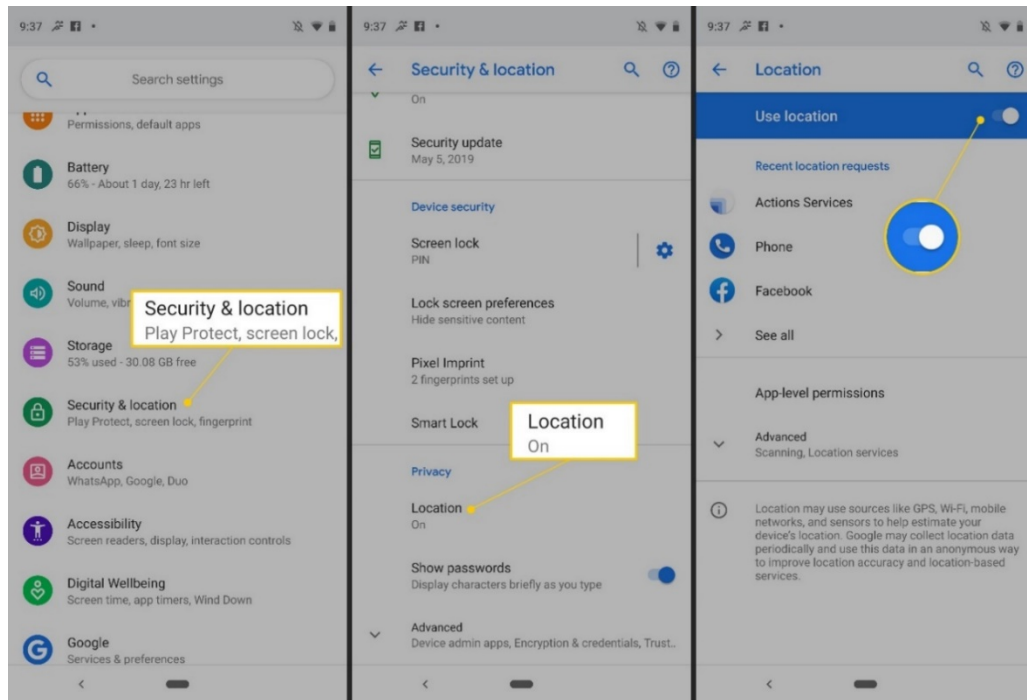 9:37
Search settings
Permissions, default apps
Battery
66% - About 1 day, 23 hr left
Display
Wallpaper, sleep, font size
Sound
Volume, vibr
Security & location
Play Protect, screen lock,
Storage
53% used - 30.08 GB free
Security & location
Play Protect, screen lock, fingerprint
Accounts
WhatsApp, Google, Duo
Accessibility
Screen readers, display, interaction controls
Digital Wellbeing
Screen time, app timers, Wind Down
Google
Services & preferences
9:37
Security & location
On
Security update
May 5, 2019
Device security
Screen lock
PIN
Lock screen preferences
Hide sensitive content
Pixel Imprint
2 fingerprints set up
Smart Lock
Location
On
Privacy
Location
On
Show passwords
Display characters briefly as you type
Advanced
Device admin apps, Encryption & credentials, Trust..
9:37
Location
Use location
Recent location requests
Actions Services
Phone
Facebook
See all
App-level permissions
Advanced
Scanning, Location services
Location may use sources like GPS, Wi-Fi, mobile
networks, and sensors to help estimate your
device's location. Google may collect location data
periodically and use this data in an anonymous way
to improve location accuracy and location-based
services.